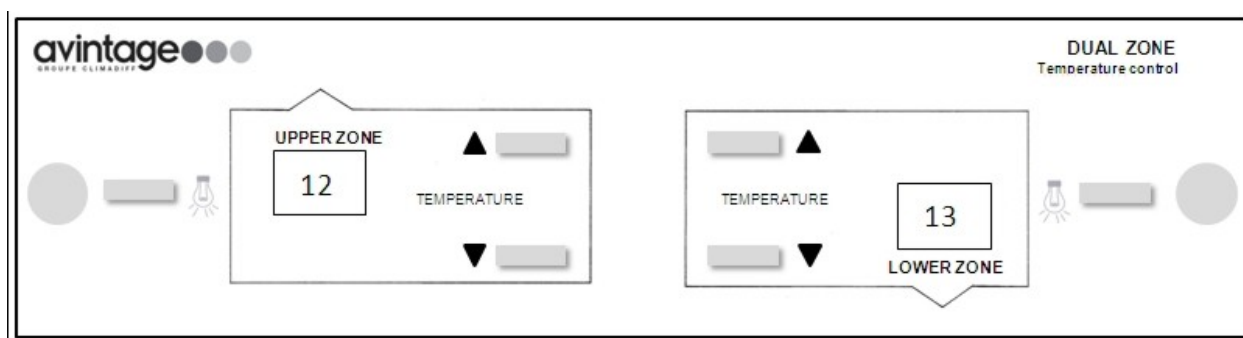 avintage
GROUPE CLIMADIFF
DUAL ZONE
Temperature control
UPPER ZONE
12
TEMPERATURE
TEMPERATURE
13
LOWER ZONE